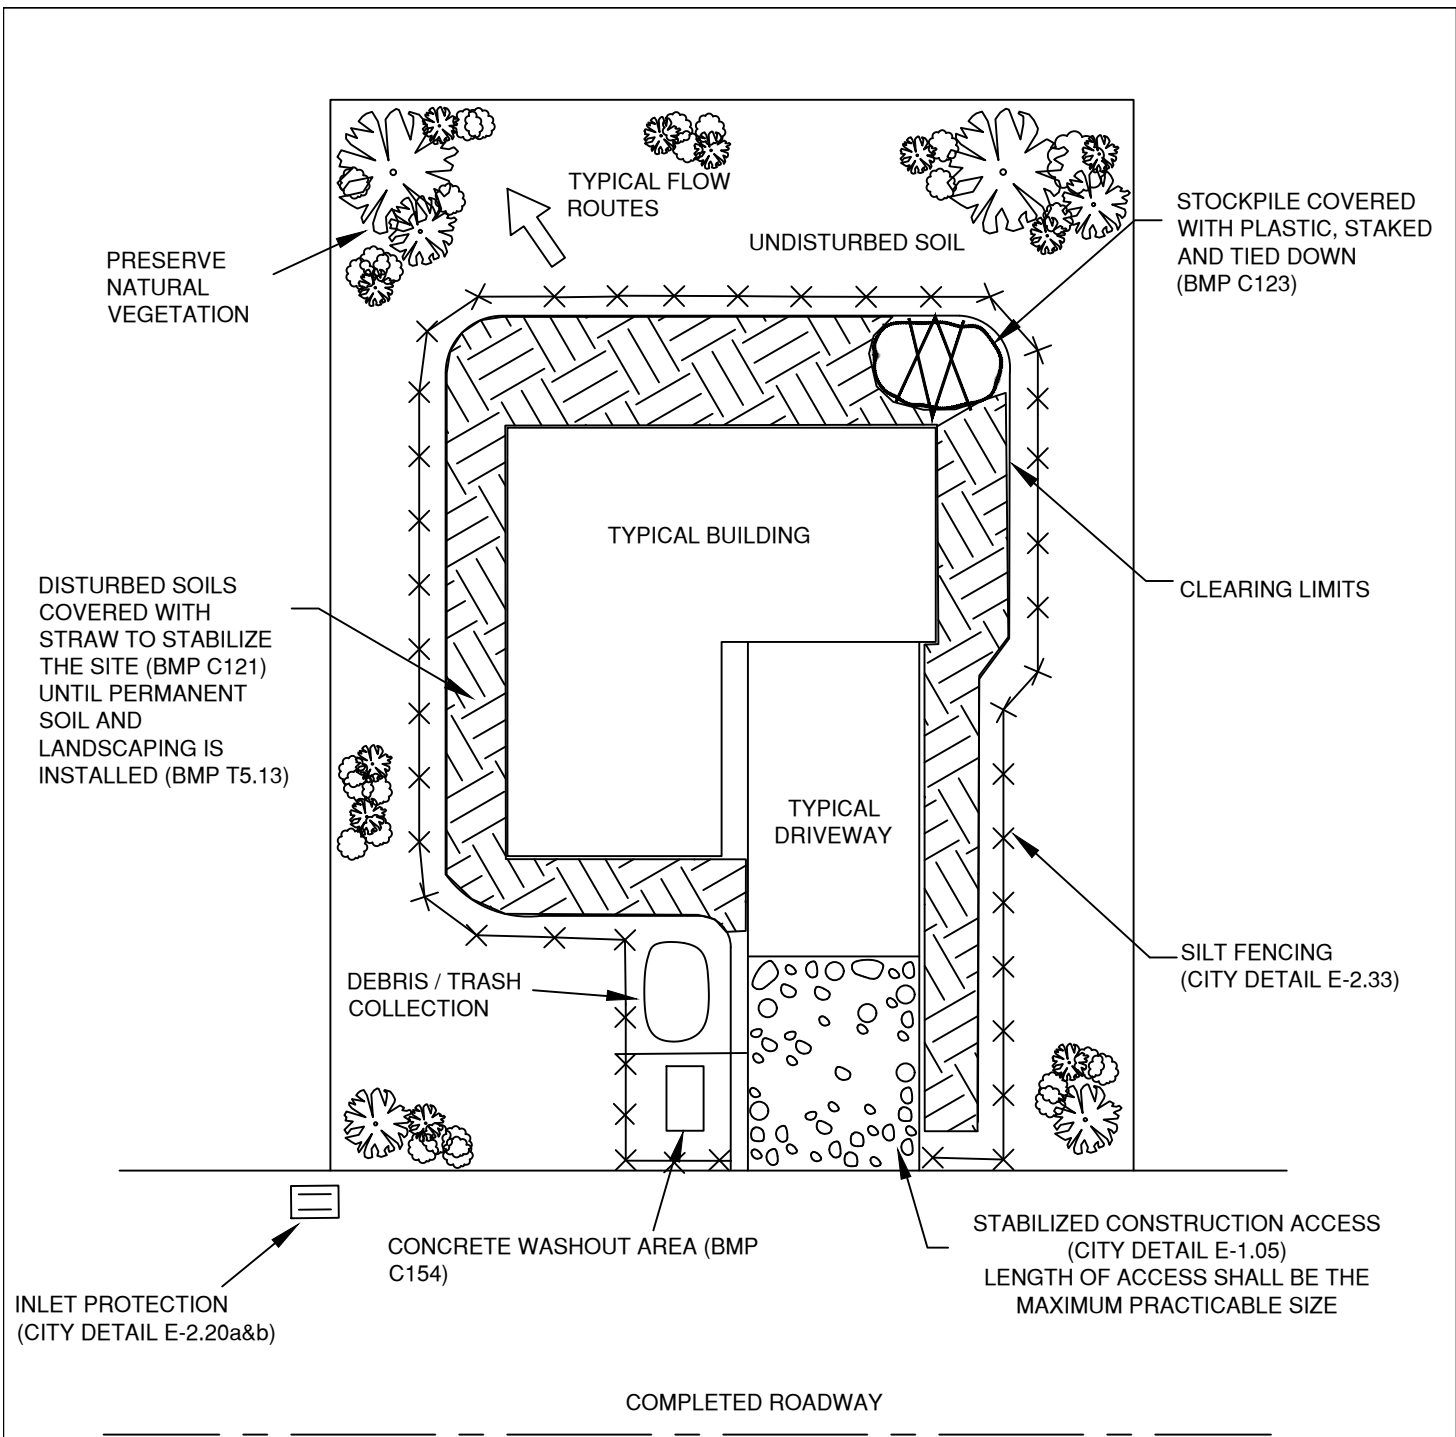 TYPICAL FLOW
ROUTES
UNDISTURBED SOIL
STOCKPILE COVERED
WITH PLASTIC, STAKED
AND TIED DOWN
(BMP C123)
PRESERVE
NATURAL
VEGETATION
TYPICAL BUILDING
CLEARING LIMITS
DISTURBED SOILS
COVERED WITH
STRAW TO STABILIZE
THE SITE (BMP C121)
UNTIL PERMANENT
SOIL AND
LANDSCAPING IS
INSTALLED (BMP T5.13)
TYPICAL
DRIVEWAY
SILT FENCING
(CITY DETAIL E-2.33)
DEBRIS / TRASH
COLLECTION
CONCRETE WASHOUT AREA (BMP
C154)
STABILIZED CONSTRUCTION ACCESS
(CITY DETAIL E-1.05)
LENGTH OF ACCESS SHALL BE THE
MAXIMUM PRACTICABLE SIZE
INLET PROTECTION
(CITY DETAIL E-2.20a&b)
COMPLETED ROADWAY